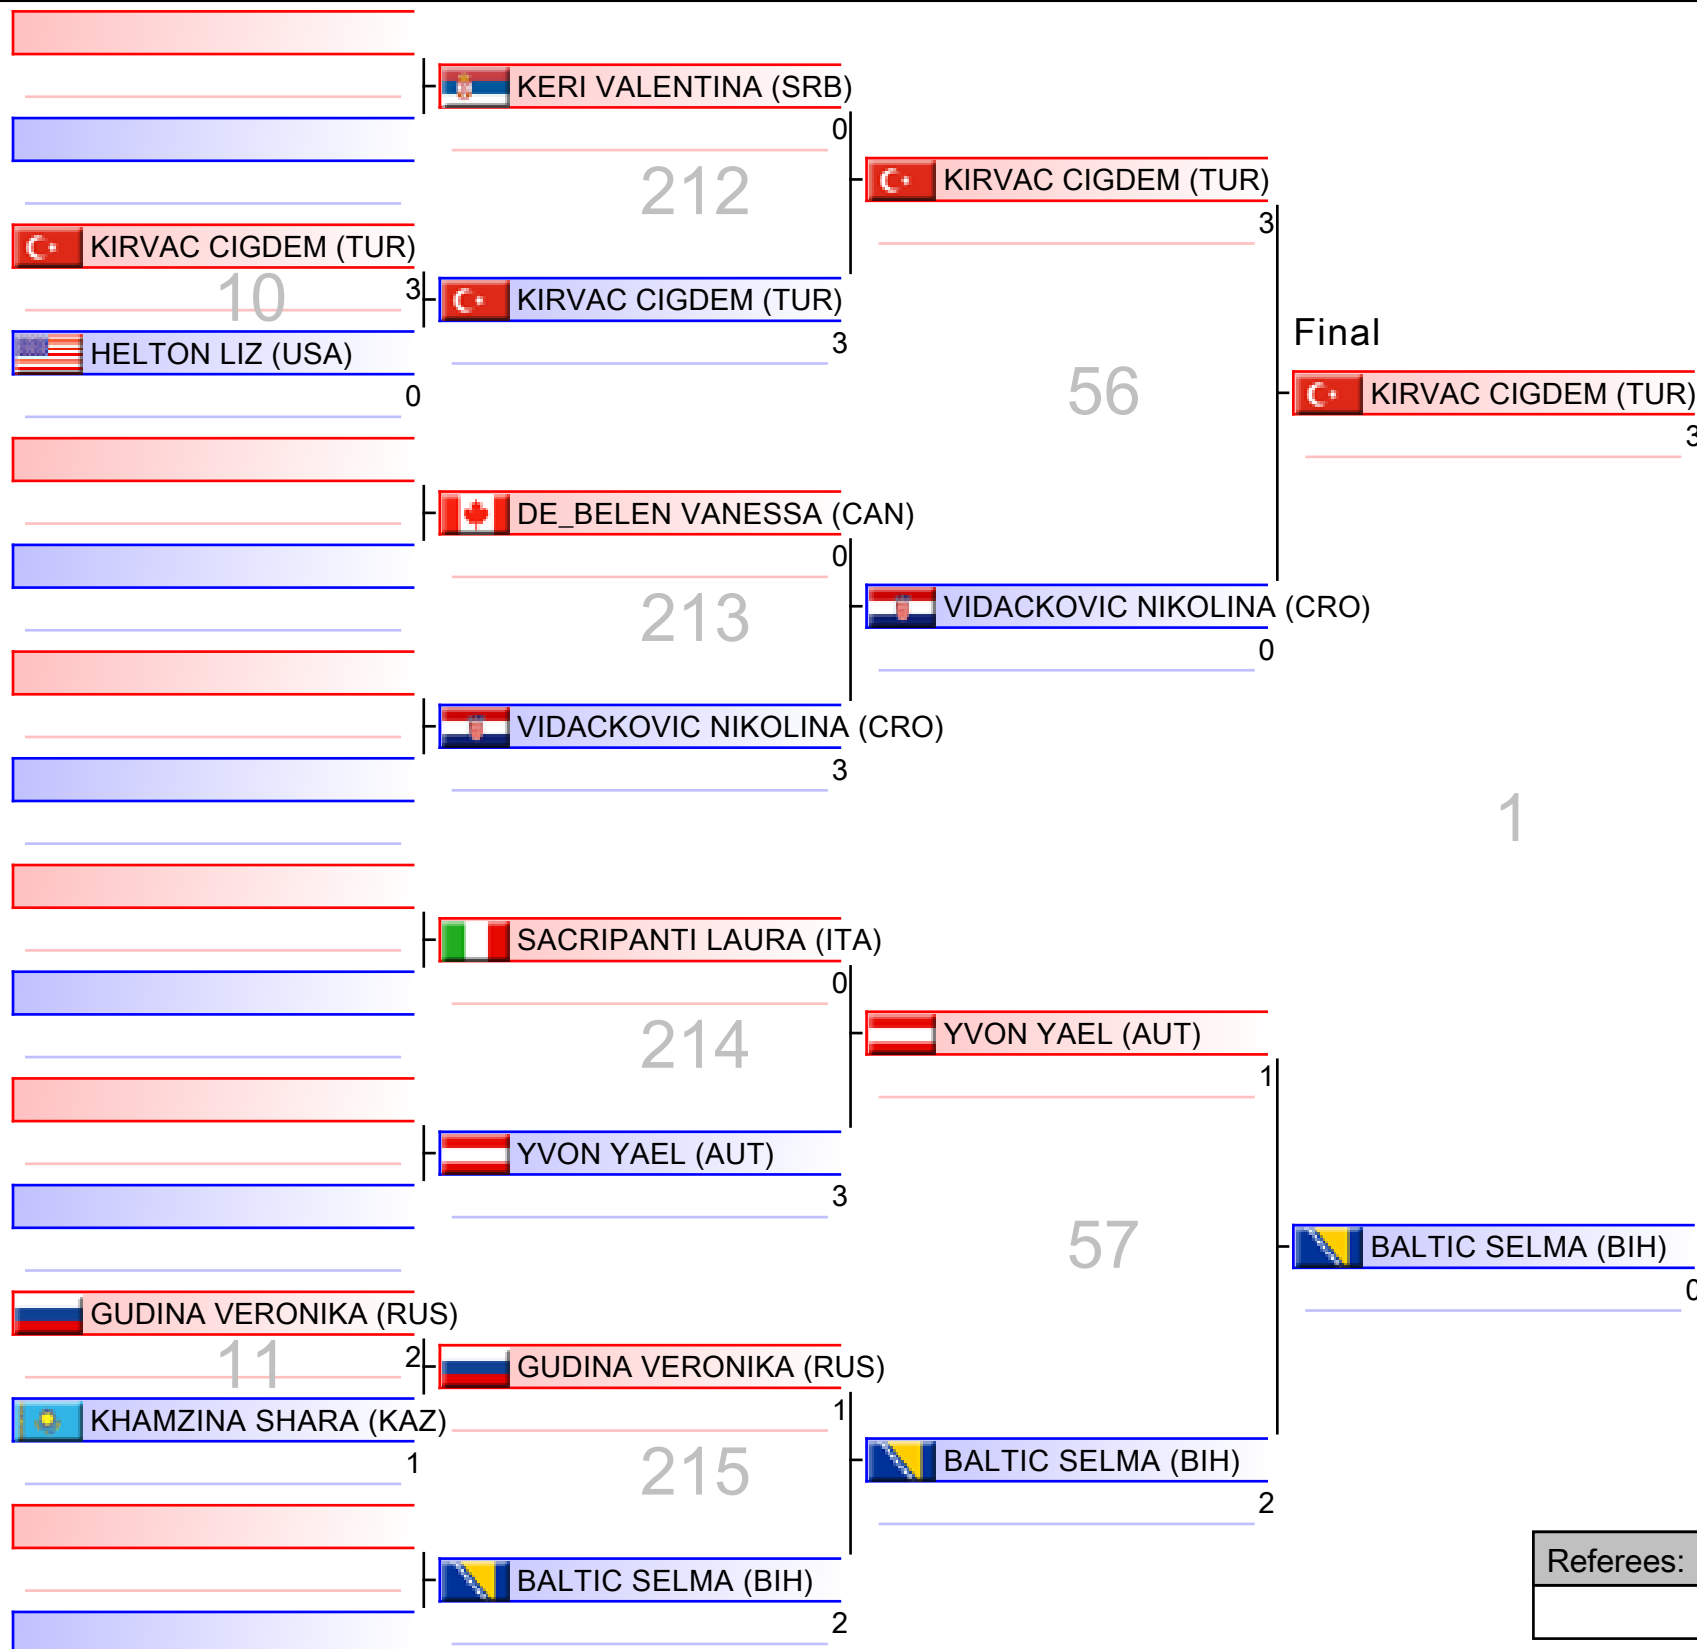 KERI VALENTINA (SRB)
0
212
KIRVAC CIGDEM (TUR)
3
KIRVAC CIGDEM (TUR)
10
3
KIRVAC CIGDEM (TUR)
3
HELTON LIZ (USA)
0
56
Final
KIRVAC CIGDEM (TUR)
3
DE_BELEN VANESSA (CAN)
0
213
VIDACKOVIC NIKOLINA (CRO)
0
VIDACKOVIC NIKOLINA (CRO)
3
1
SACRIPANTI LAURA (ITA)
0
214
YVON YAEL (AUT)
1
YVON YAEL (AUT)
3
57
BALTIC SELMA (BIH)
0
GUDINA VERONIKA (RUS)
11
2
GUDINA VERONIKA (RUS)
1
KHAMZINA SHARA (KAZ)
1
215
BALTIC SELMA (BIH)
2
BALTIC SELMA (BIH)
2
Referees: